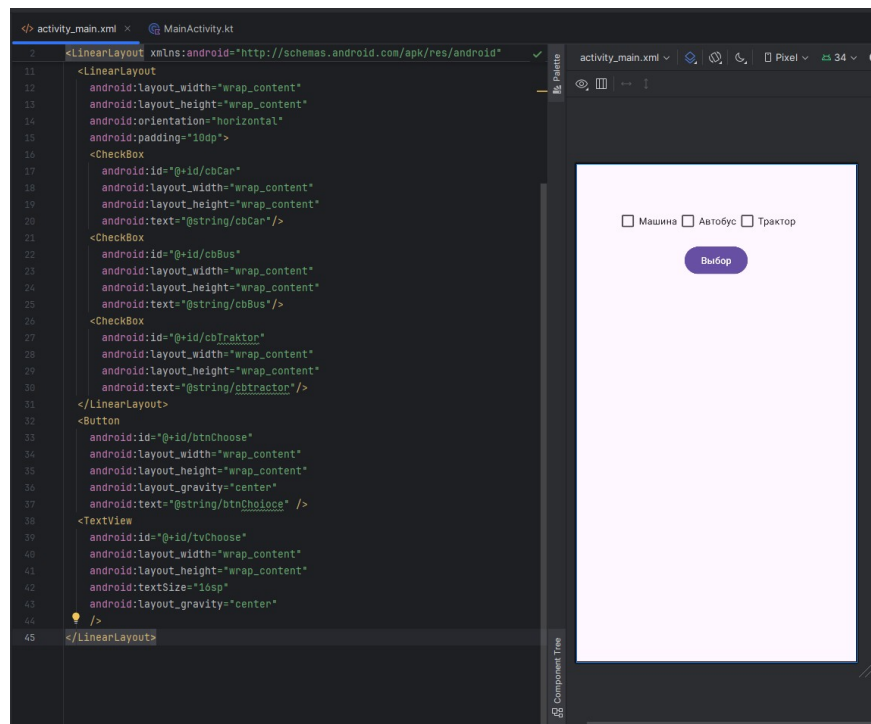 activity_main.xml
MainActivity.kt
2 <LinearLayout xmlns:android="http://schemas.android.com/apk/res/android"
11 <LinearLayout
12 android:layout_width="wrap_content"
13 android:layout_height="wrap_content"
14 android:orientation="horizontal"
15 android:padding="10dp">
16 <CheckBox
17 android:id="@+id/cbCar"
18 android:layout_width="wrap_content"
19 android:layout_height="wrap_content"
20 android:text="@string/cbCar"/>
21 <CheckBox
22 android:id="@+id/cbBus"
23 android:layout_width="wrap_content"
24 android:layout_height="wrap_content"
25 android:text="@string/cbBus"/>
26 <CheckBox
27 android:id="@+id/cbTraktor"
28 android:layout_width="wrap_content"
29 android:layout_height="wrap_content"
30 android:text="@string/cbtractor"/>
31 </LinearLayout>
32 <Button
33 android:id="@+id/btnChoose"
34 android:layout_width="wrap_content"
35 android:layout_height="wrap_content"
36 android:layout_gravity="center"
37 android:text="@string/btnChoioce" />
38 <TextView
39 android:id="@+id/tvChoose"
40 android:layout_width="wrap_content"
41 android:layout_height="wrap_content"
42 android:textSize="16sp"
43 android:layout_gravity="center"
44 />
45 </LinearLayout>
Palette
Component Tree
activity_main.xml Pixel 34
Машина Автобус Трактор
Выбор